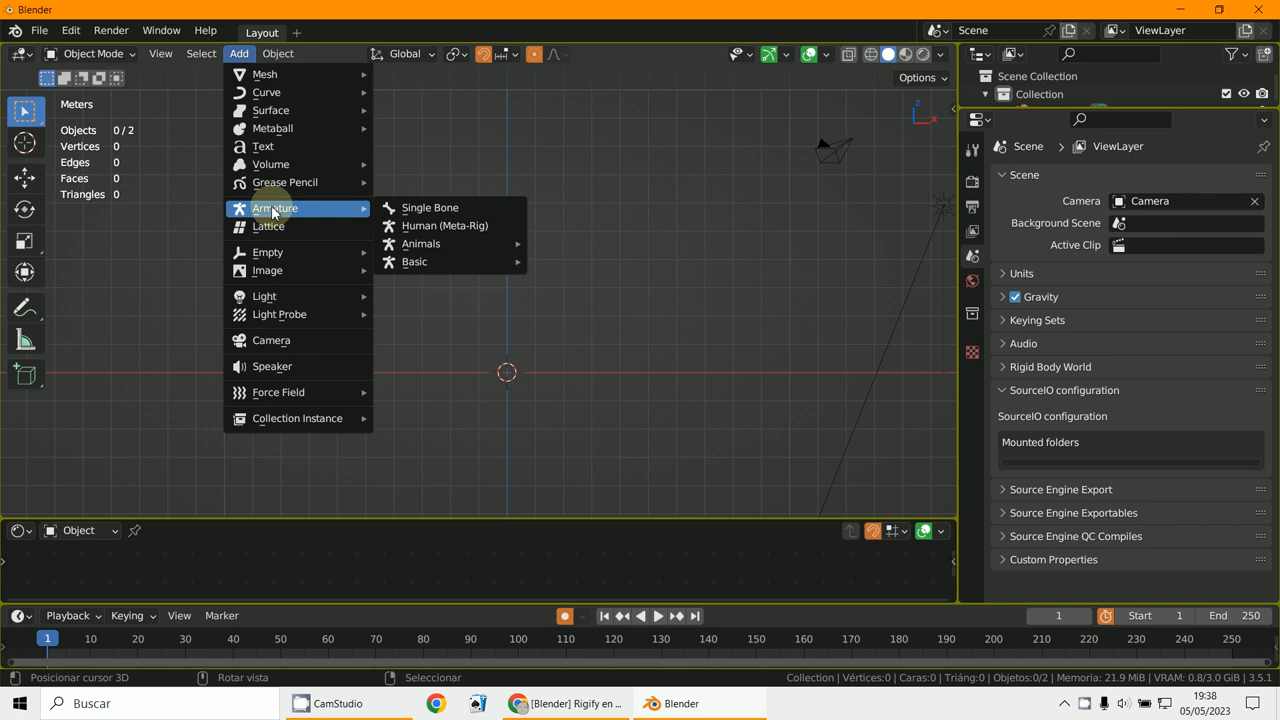 Blender
File Edit Render Window Help Layout + Scene ViewLayer
Object Mode View Select Add Object Global
Options
Meters
Objects 0 / 2
Vertices 0
Edges 0
Faces 0
Triangles 0
Mesh
Curve
Surface
Metaball
Text
Volume
Grease Pencil
Armature
Lattice
Empty
Image
Light
Light Probe
Camera
Speaker
Force Field
Collection Instance
Single Bone
Human (Meta-Rig)
Animals
Basic
Z
X
Scene Collection
Collection
Scene > ViewLayer
Scene
Camera Camera
Background Scene
Active Clip
Units
Gravity
Keying Sets
Audio
Rigid Body World
SourceIO configuration
SourceIO configuration
Mounted folders
Source Engine Export
Source Engine Exportables
Source Engine QC Compiles
Custom Properties
Object
Playback Keying View Marker 1 Start 1 End 250
1 10 20 30 40 50 60 70 80 90 100 110 120 130 140 150 160 170 180 190 200 210 220 230 240 250
Posicionar cursor 3D Rotar vista Seleccionar Collection | Vértices:0 | Caras:0 | Triáng:0 | Objetos:0/2 | Memoria: 21.9 MiB | VRAM: 0.8/3.0 GiB | 3.5.1
Buscar CamStudio [Blender] Rigify en ... Blender 19:38
05/05/2023